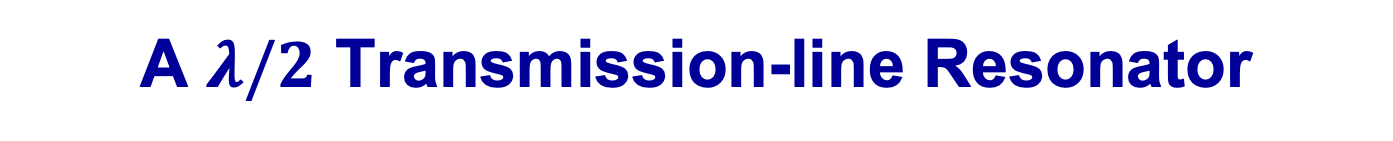 A 𝝀/𝟐 Transmission-line Resonator